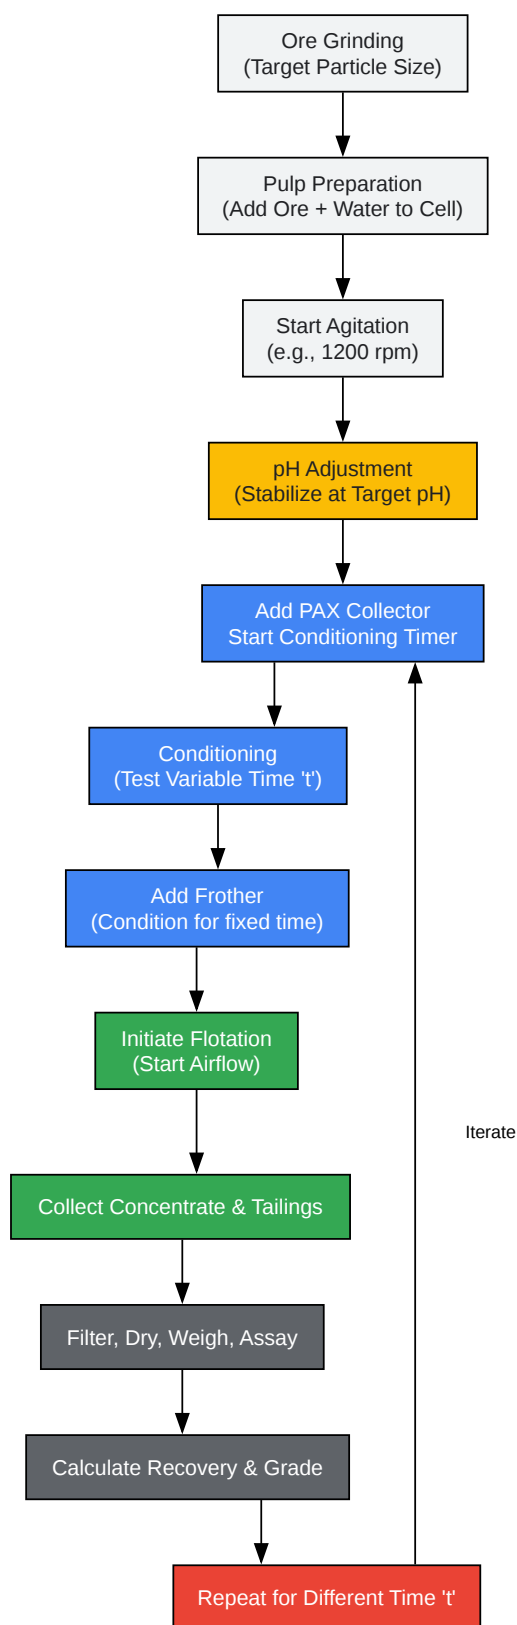 Ore Grinding
(Target Particle Size)
Pulp Preparation
(Add Ore + Water to Cell)
Start Agitation
(e.g., 1200 rpm)
pH Adjustment
(Stabilize at Target pH)
Add PAX Collector
Start Conditioning Timer
Conditioning
(Test Variable Time 't')
Add Frother
(Condition for fixed time)
Initiate Flotation
(Start Airflow)
Iterate
Collect Concentrate & Tailings
Filter, Dry, Weigh, Assay
Calculate Recovery & Grade
Repeat for Different Time 't'